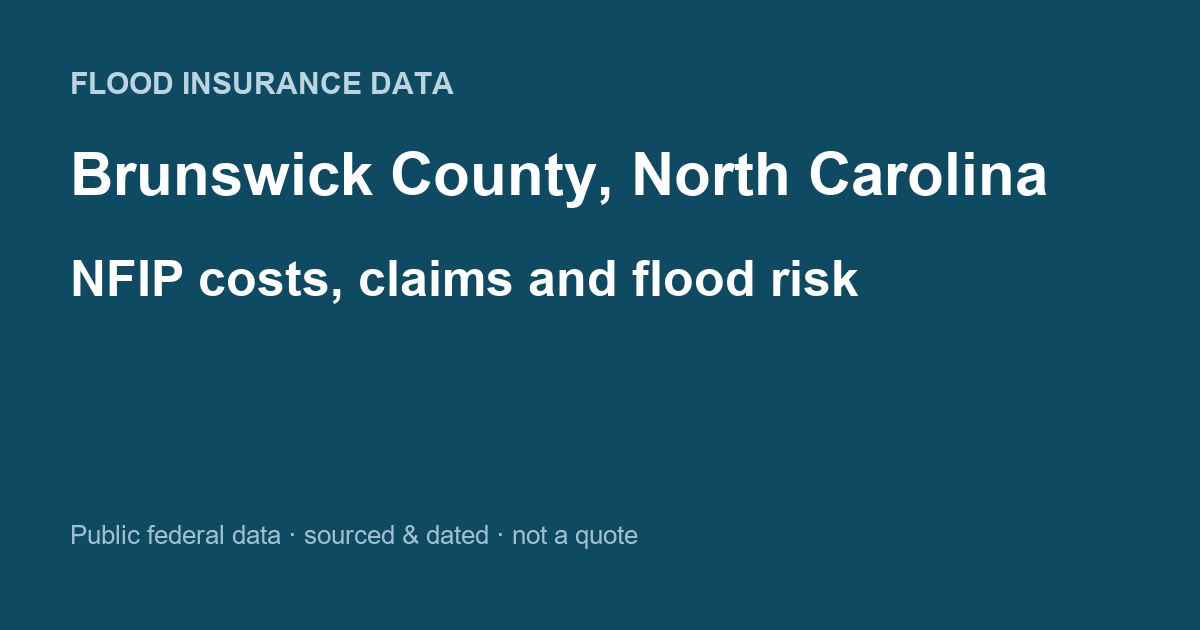 FLOOD INSURANCE DATA
Brunswick County, North Carolina
NFIP costs, claims and flood risk
Public federal data · sourced & dated · not a quote